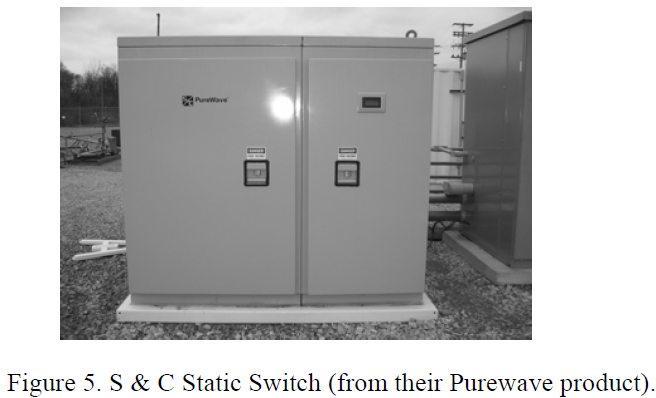 PureWave
DANGER
DANGER
Figure 5. S & C Static Switch (from their Purewave product).